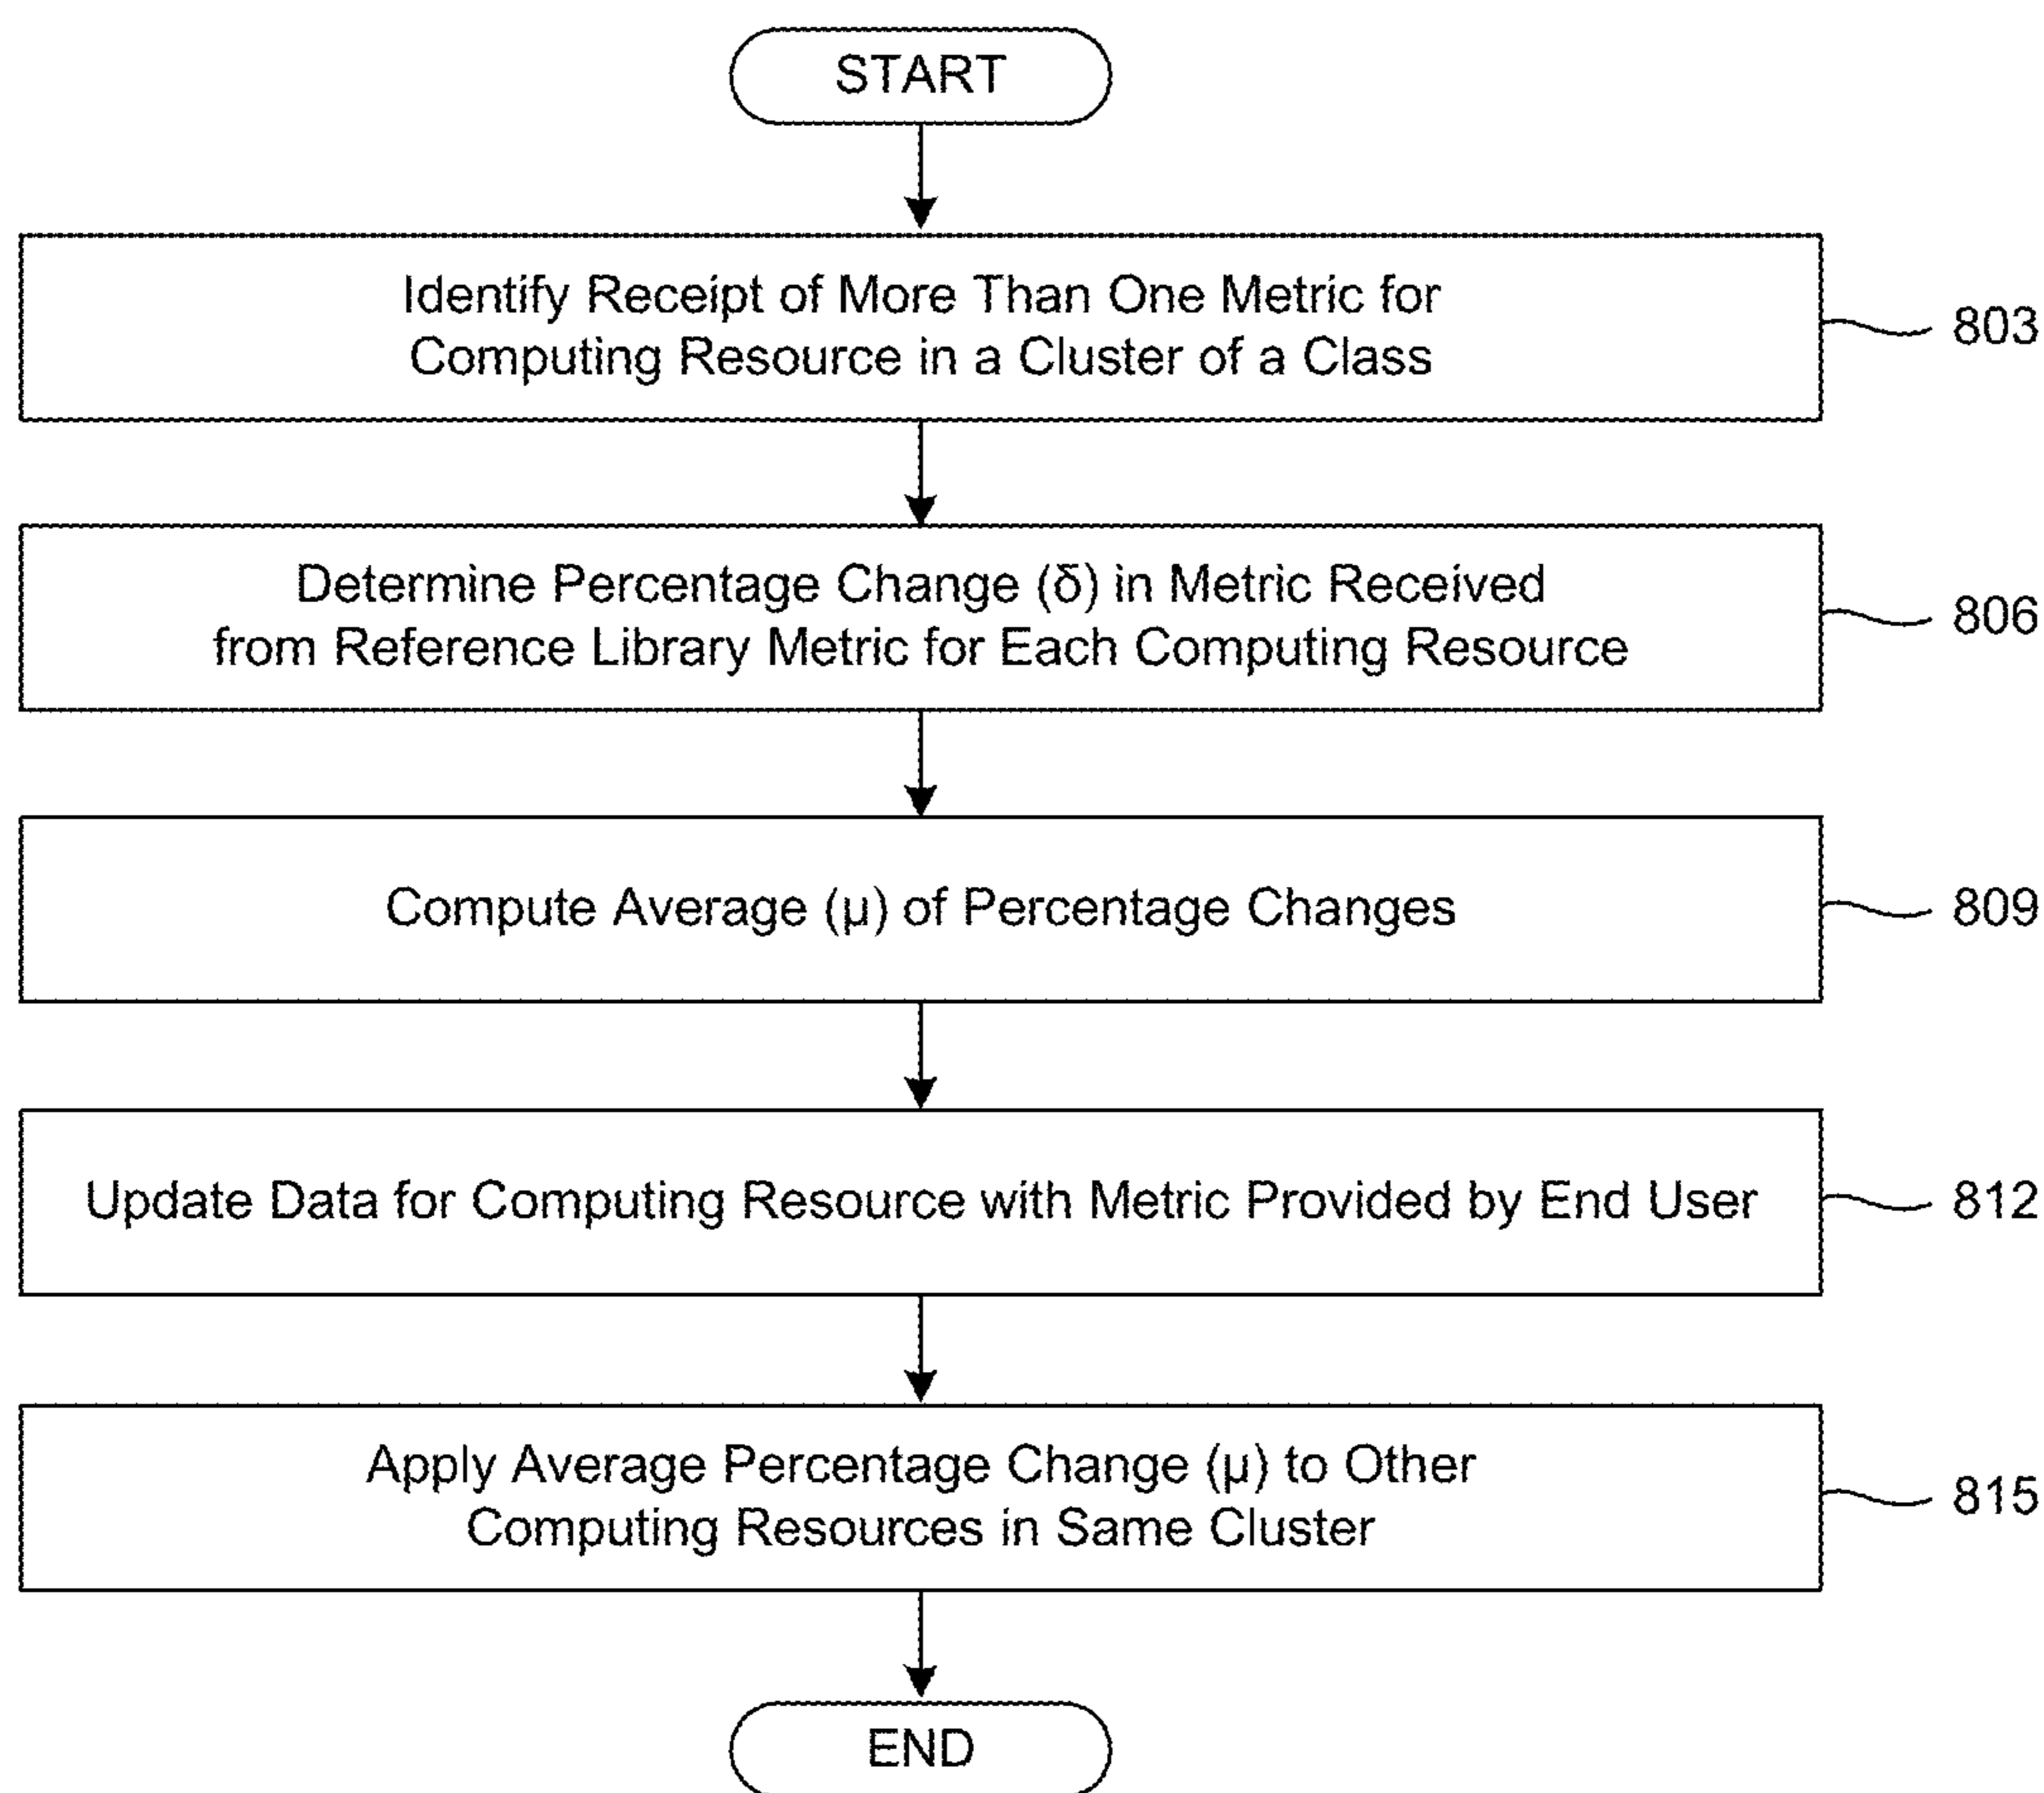 START
Identify Receipt of More Than One Metric for
Computing Resource in a Cluster of a Class
803
Determine Percentage Change (δ) in Metric Received
from Reference Library Metric for Each Computing Resource
806
Compute Average (μ) of Percentage Changes
809
Update Data for Computing Resource with Metric Provided by End User
812
Apply Average Percentage Change (μ) to Other
Computing Resources in Same Cluster
815
END